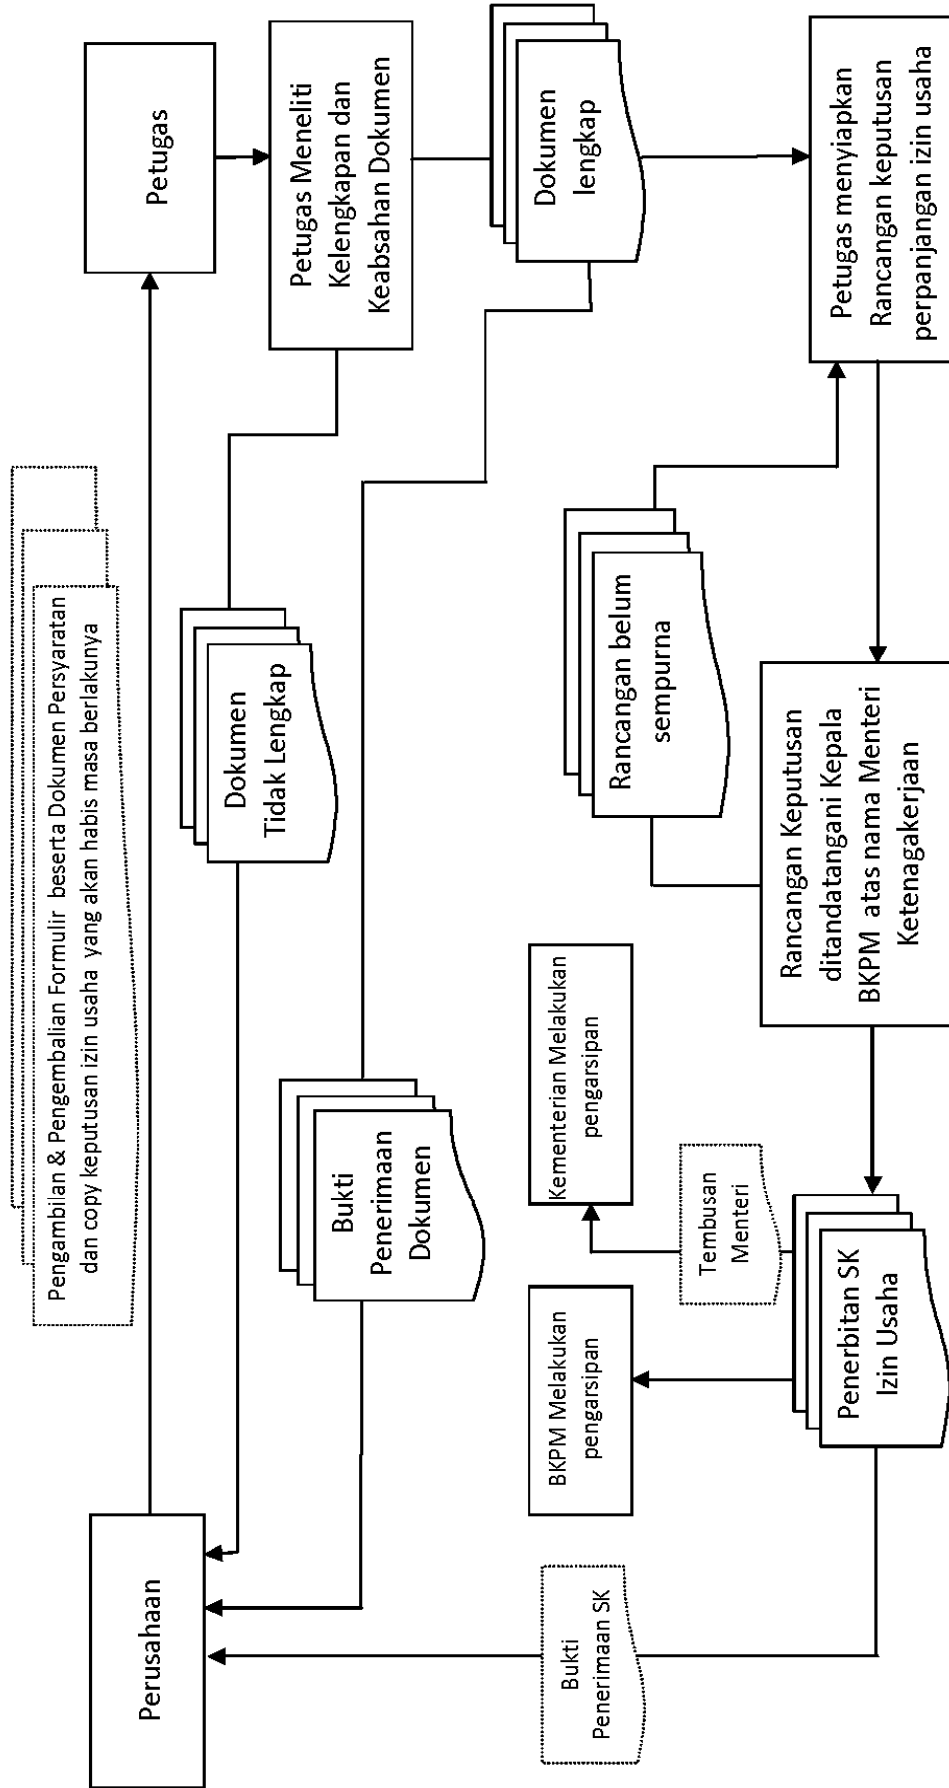 Pengambilan & Pengembalian Formulir beserta Dokumen Persyaratan
dan copy keputusan izin usaha yang akan habis masa berlakunya
Perusahaan
Petugas
Dokumen
Tidak Lengkap
Petugas Meneliti
Kelengkapan dan
Keabsahan Dokumen
Bukti
Penerimaan
Dokumen
Dokumen
lengkap
Bukti
Penerimaan SK
BKPM Melakukan
pengarsipan
Kementerian Melakukan
pengarsipan
Rancangan belum
sempurna
Tembusan
Menteri
Penerbitan SK
Izin Usaha
Rancangan Keputusan
ditandatangani Kepala
BKPM atas nama Menteri
Ketenagakerjaan
Petugas menyiapkan
Rancangan keputusan
perpanjangan izin usaha